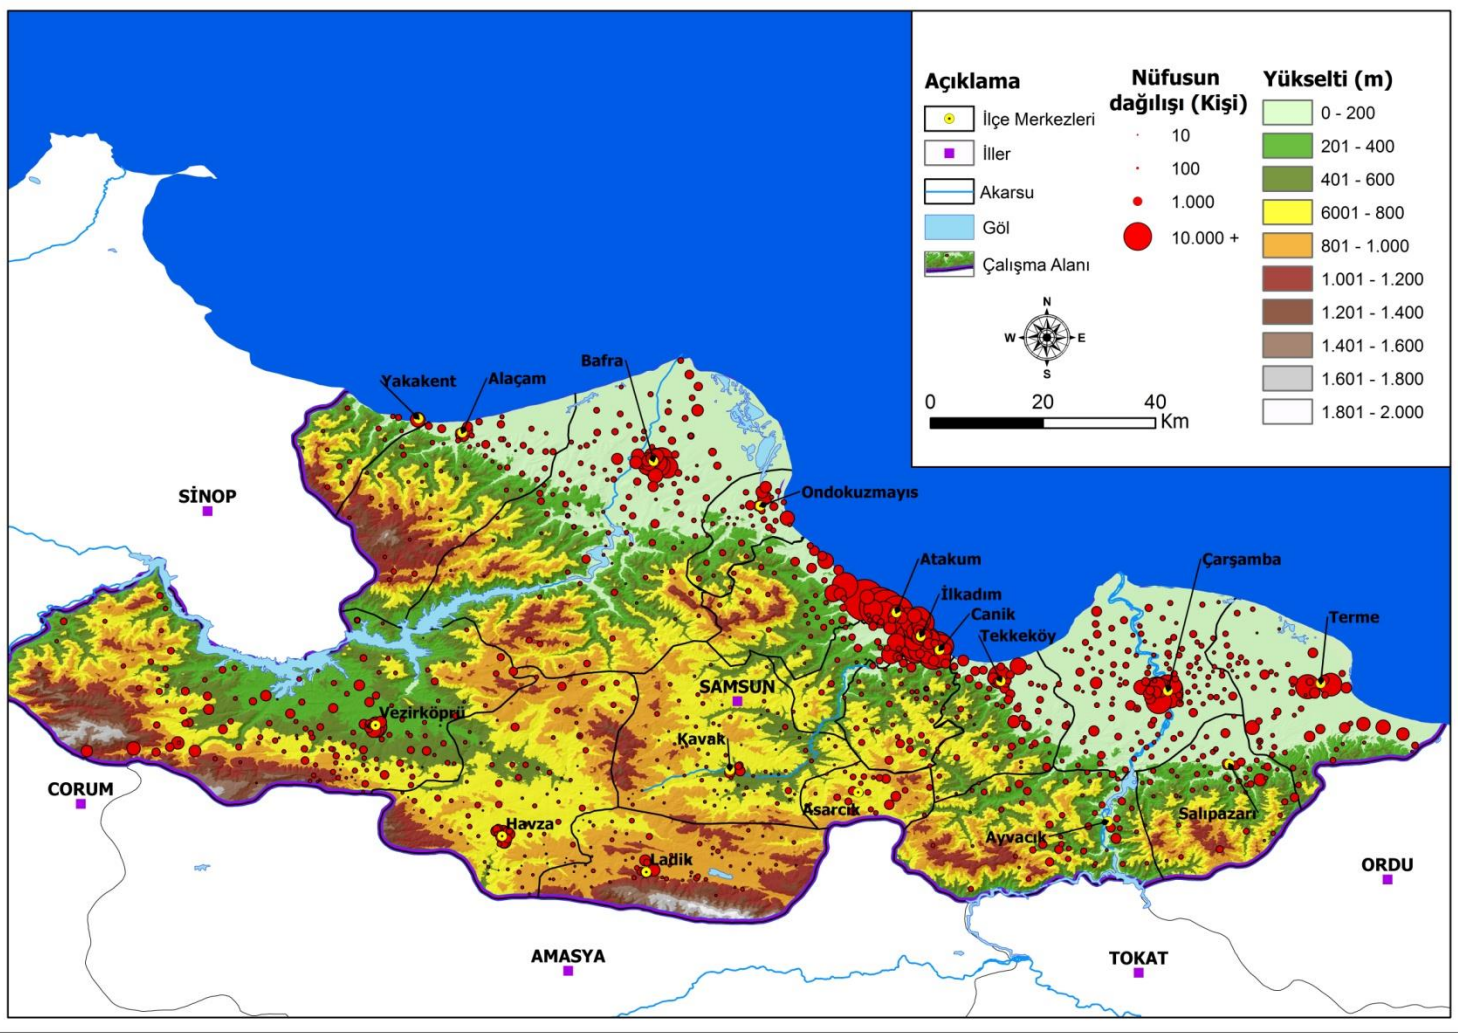 Açıklama
İlçe Merkezleri
İller
Akarsu
Göl
Çalışma Alanı
Nüfusun
dağılışı (Kişi)
10
100
1.000
10.000 +
Yükselti (m)
0 - 200
201 - 400
401 - 600
6001 - 800
801 - 1.000
1.001 - 1.200
1.201 - 1.400
1.401 - 1.600
1.601 - 1.800
1.801 - 2.000
N
W E
S
0 20 40
Km
Bafra
Yakakent
Alaçam
SİNOP
Ondokuzmayıs
Atakum
İlkadım
Canik
Tekkeköy
Çarşamba
Terme
SAMSUN
Vezirköprü
Kavak
ÇORUM
Asarcık
Salıpazarı
Havza
Ayvacık
Ladik
ORDU
AMASYA
TOKAT